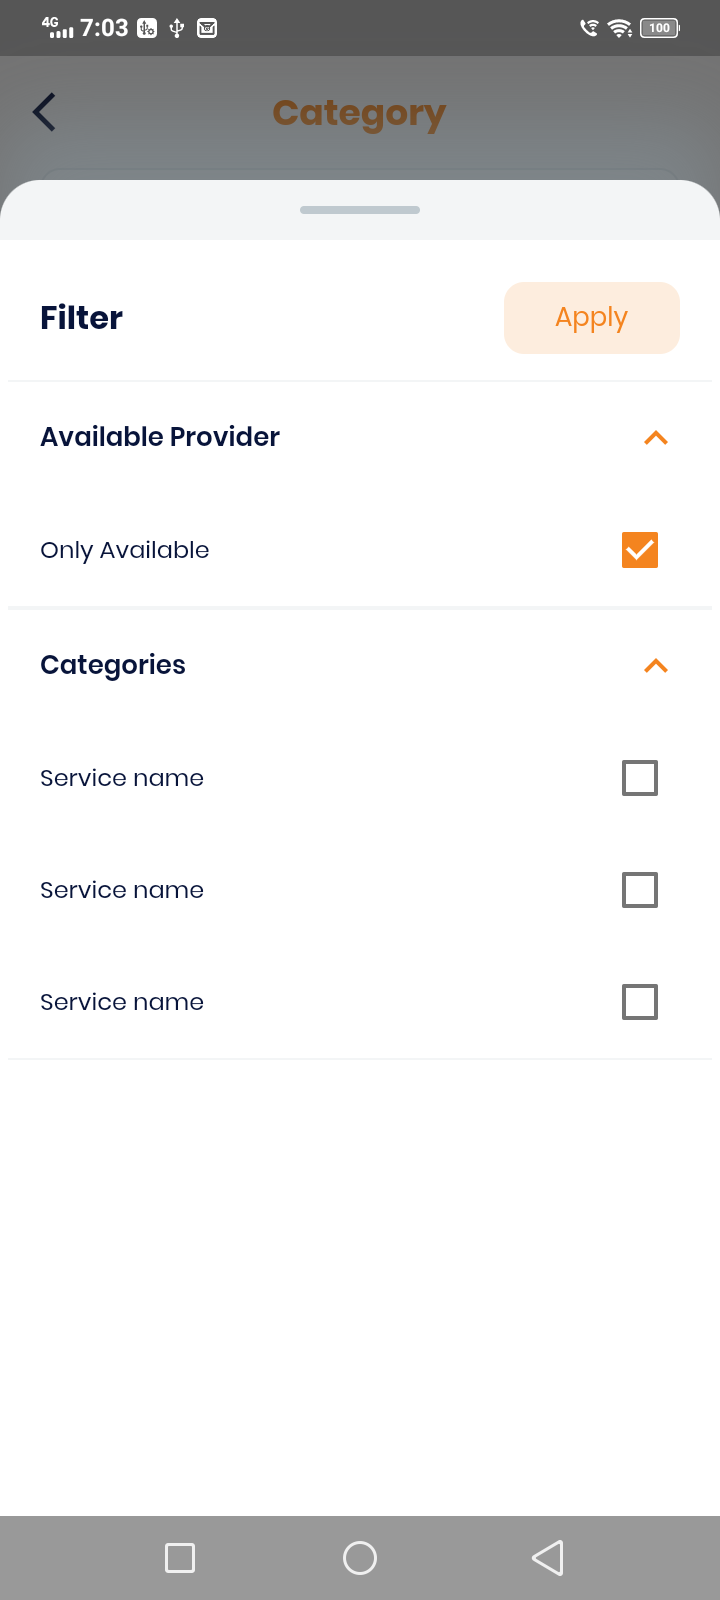 4G 7:03 100
Category
Filter
Apply
Available Provider
Only Available
Categories
Service name
Service name
Service name